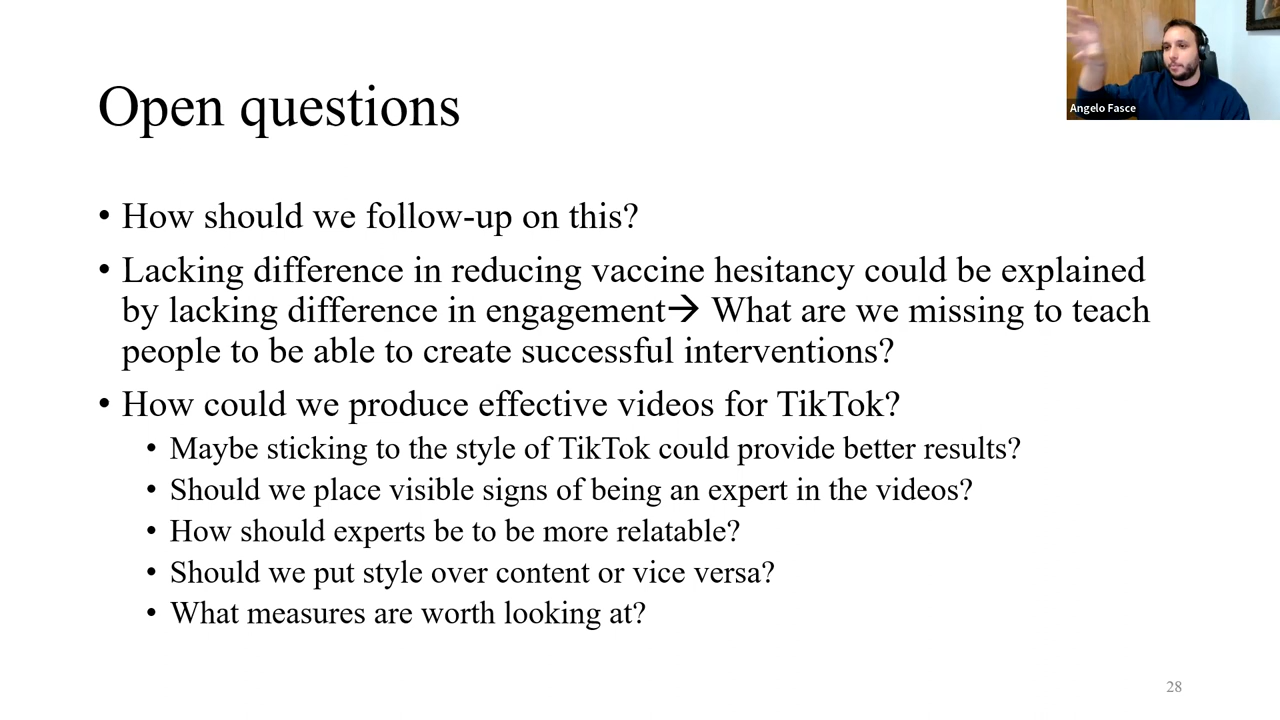 Open questions
Angelo Fasce
• How should we follow-up on this?
• Lacking difference in reducing vaccine hesitancy could be explained
by lacking difference in engagement→ What are we missing to teach
people to be able to create successful interventions?
• How could we produce effective videos for TikTok?
• Maybe sticking to the style of TikTok could provide better results?
• Should we place visible signs of being an expert in the videos?
• How should experts be to be more relatable?
• Should we put style over content or vice versa?
• What measures are worth looking at?
28